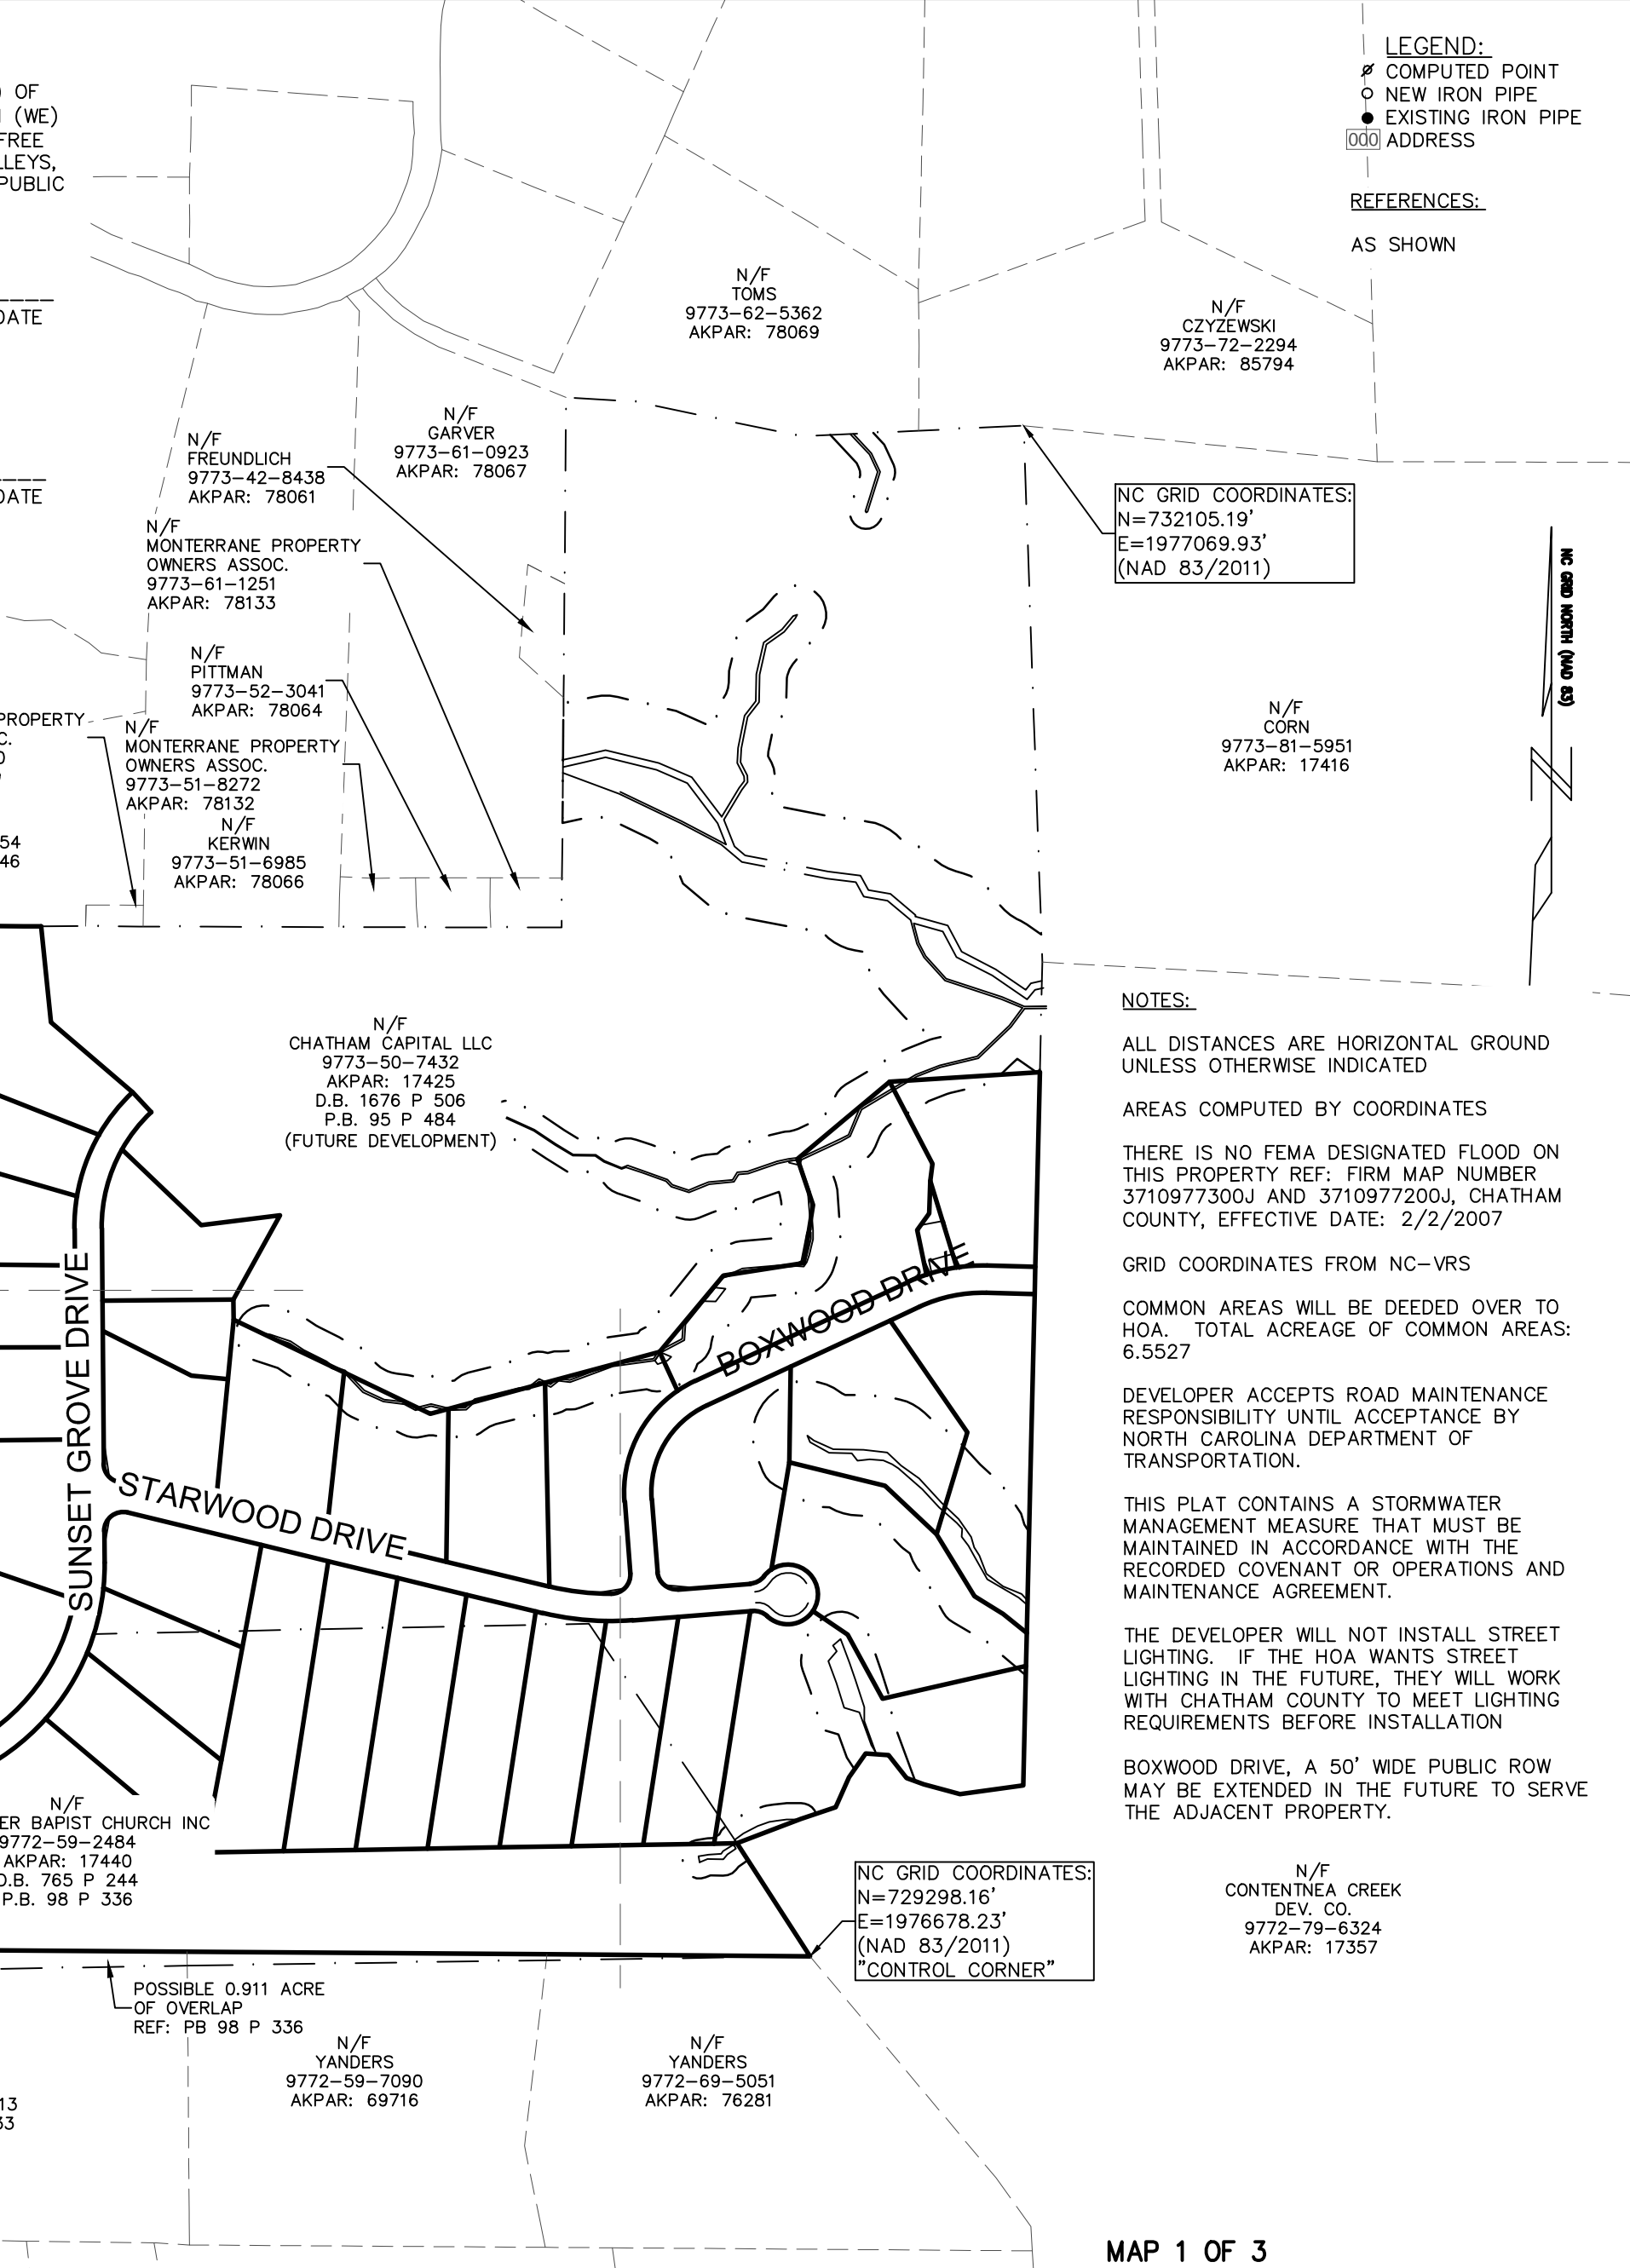 LEGEND:
COMPUTED POINT
NEW IRON PIPE
EXISTING IRON PIPE
000 ADDRESS
REFERENCES:
AS SHOWN
OF
(WE)
FREE
LLEYS,
PUBLIC
DATE
DATE
N/F
TOMS
9773-62-5362
AKPAR: 78069
N/F
CZYZEWSKI
9773-72-2294
AKPAR: 85794
N/F
GARVER
9773-61-0923
AKPAR: 78067
N/F
FREUNDLICH
9773-42-8438
AKPAR: 78061
N/F
MONTERRANE PROPERTY
OWNERS ASSOC.
9773-61-1251
AKPAR: 78133
N/F
PITTMAN
9773-52-3041
AKPAR: 78064
PROPERTY
C.
N/F
MONTERRANE PROPERTY
OWNERS ASSOC.
9773-51-8272
AKPAR: 78132
54
46
N/F
KERWIN
9773-51-6985
AKPAR: 78066
NC GRID COORDINATES:
N=732105.19'
E=1977069.93'
(NAD 83/2011)
NC GRID NORTH (NAD 83)
N
N/F
CORN
9773-81-5951
AKPAR: 17416
N/F
CHATHAM CAPITAL LLC
9773-50-7432
AKPAR: 17425
D.B. 1676 P 506
P.B. 95 P 484
(FUTURE DEVELOPMENT)
SUNSET GROVE DRIVE
STARWOOD DRIVE
BOXWOOD DRIVE
NOTES:
ALL DISTANCES ARE HORIZONTAL GROUND
UNLESS OTHERWISE INDICATED
AREAS COMPUTED BY COORDINATES
THERE IS NO FEMA DESIGNATED FLOOD ON
THIS PROPERTY REF: FIRM MAP NUMBER
3710977300J AND 3710977200J, CHATHAM
COUNTY, EFFECTIVE DATE: 2/2/2007
GRID COORDINATES FROM NC-VRS
COMMON AREAS WILL BE DEEDED OVER TO
HOA. TOTAL ACREAGE OF COMMON AREAS:
6.5527
DEVELOPER ACCEPTS ROAD MAINTENANCE
RESPONSIBILITY UNTIL ACCEPTANCE BY
NORTH CAROLINA DEPARTMENT OF
TRANSPORTATION.
THIS PLAT CONTAINS A STORMWATER
MANAGEMENT MEASURE THAT MUST BE
MAINTAINED IN ACCORDANCE WITH THE
RECORDED COVENANT OR OPERATIONS AND
MAINTENANCE AGREEMENT.
THE DEVELOPER WILL NOT INSTALL STREET
LIGHTING. IF THE HOA WANTS STREET
LIGHTING IN THE FUTURE, THEY WILL WORK
WITH CHATHAM COUNTY TO MEET LIGHTING
REQUIREMENTS BEFORE INSTALLATION
BOXWOOD DRIVE, A 50' WIDE PUBLIC ROW
MAY BE EXTENDED IN THE FUTURE TO SERVE
THE ADJACENT PROPERTY.
N/F
ER BAPIST CHURCH INC
9772-59-2484
AKPAR: 17440
D.B. 765 P 244
P.B. 98 P 336
NC GRID COORDINATES:
N=729298.16'
E=1976678.23'
(NAD 83/2011)
"CONTROL CORNER"
N/F
CONTENTNEA CREEK
DEV. CO.
9772-79-6324
AKPAR: 17357
POSSIBLE 0.911 ACRE
OF OVERLAP
REF: PB 98 P 336
N/F
YANDERS
9772-59-7090
AKPAR: 69716
N/F
YANDERS
9772-69-5051
AKPAR: 76281
13
33
MAP 1 OF 3